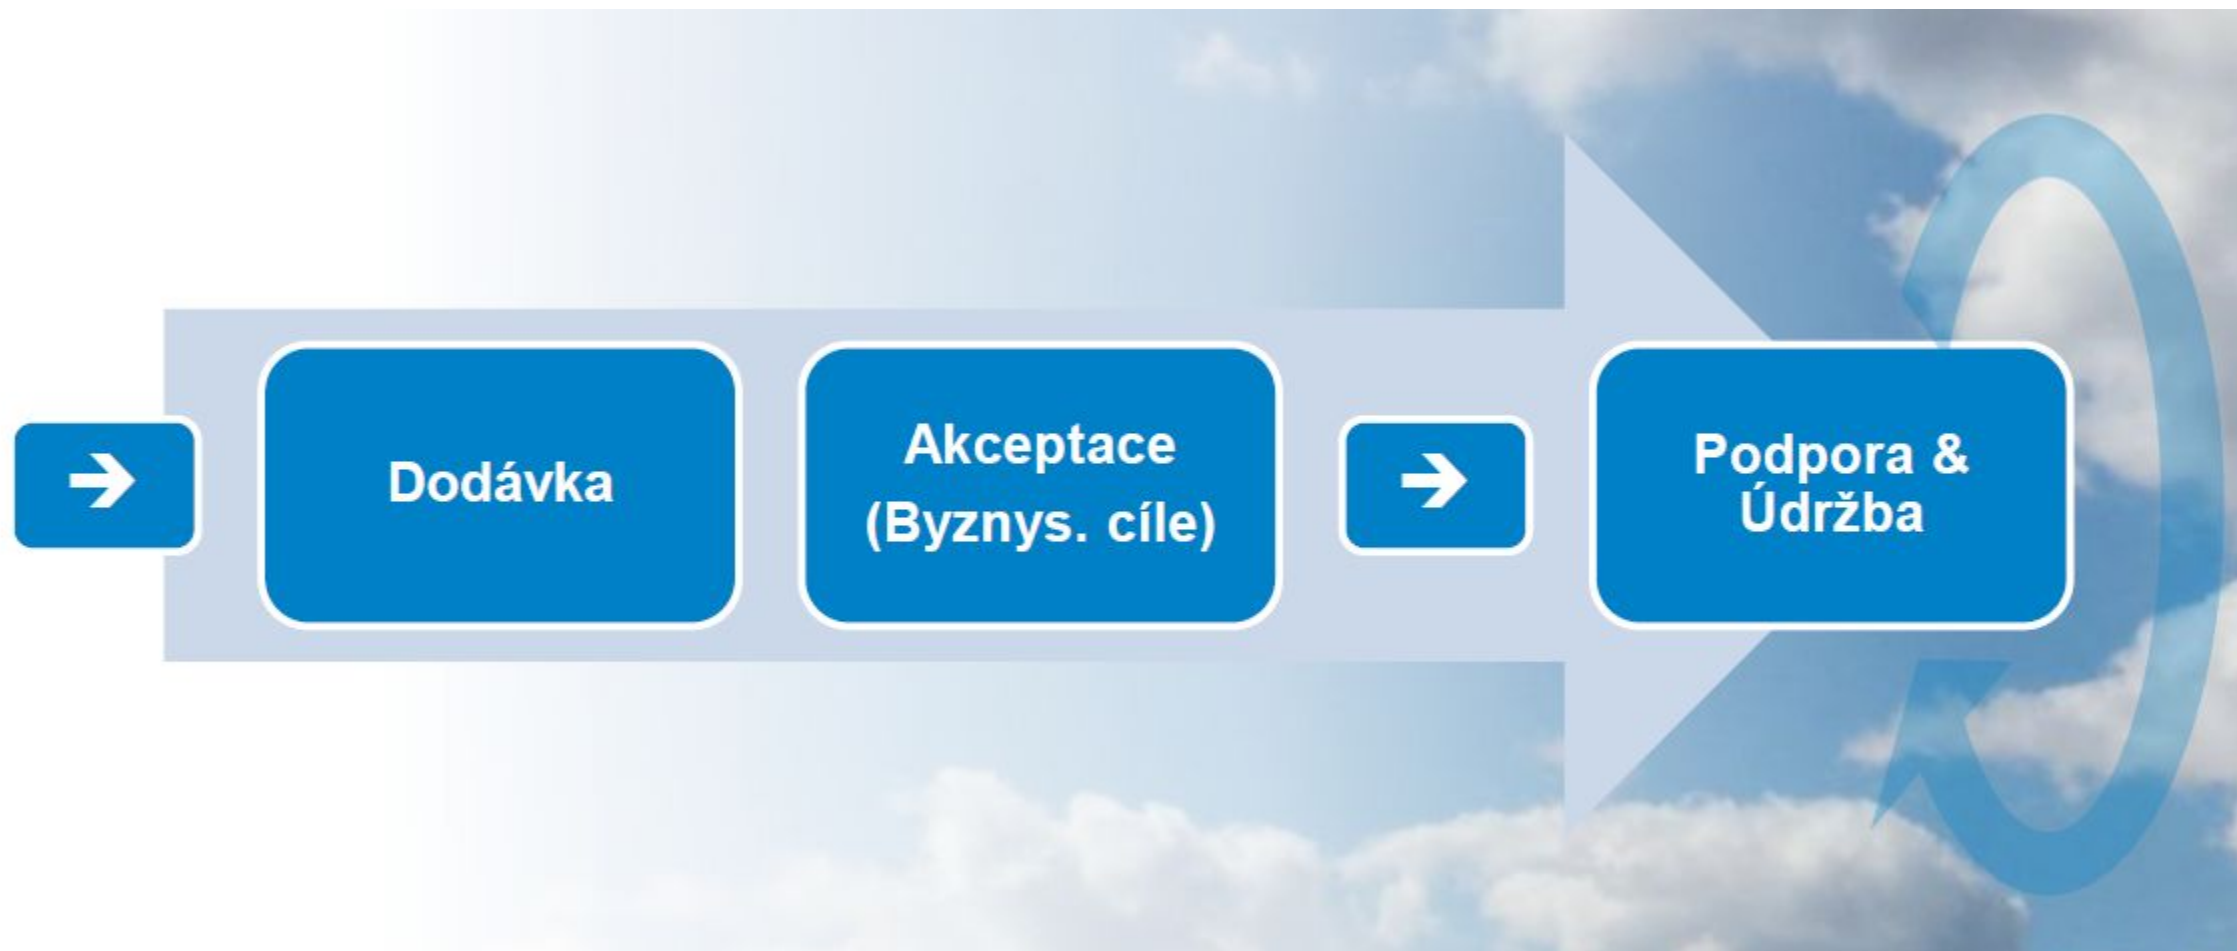 ➔
Dodávka
Akceptace
(Byznys. cíle)
➔
Podpora &
Údržba